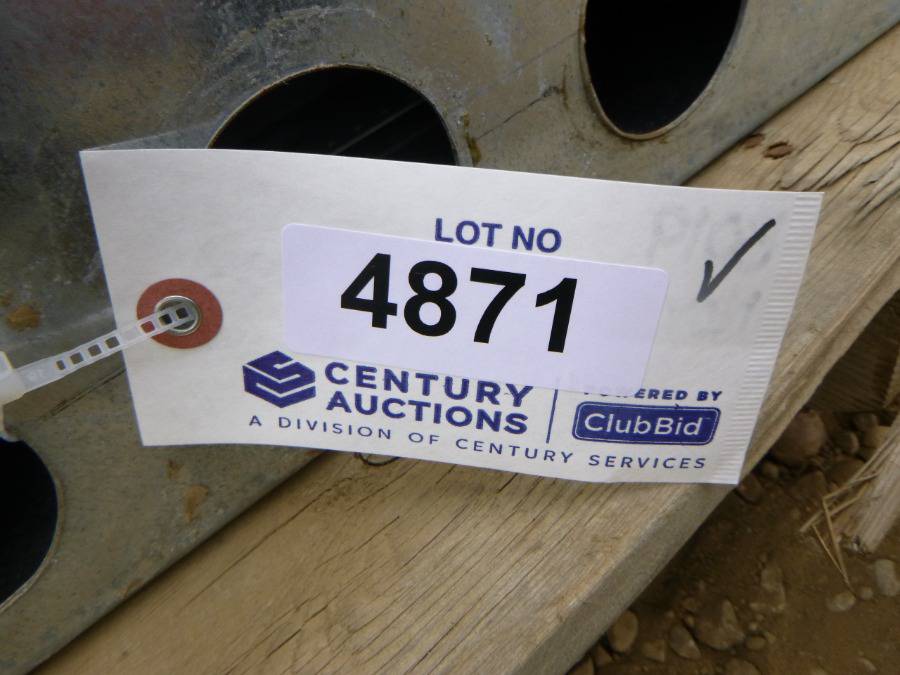 LOT NO
4871
CENTURY
AUCTIONS
A DIVISION OF CENTURY SERVICES
POWERED BY
ClubBid